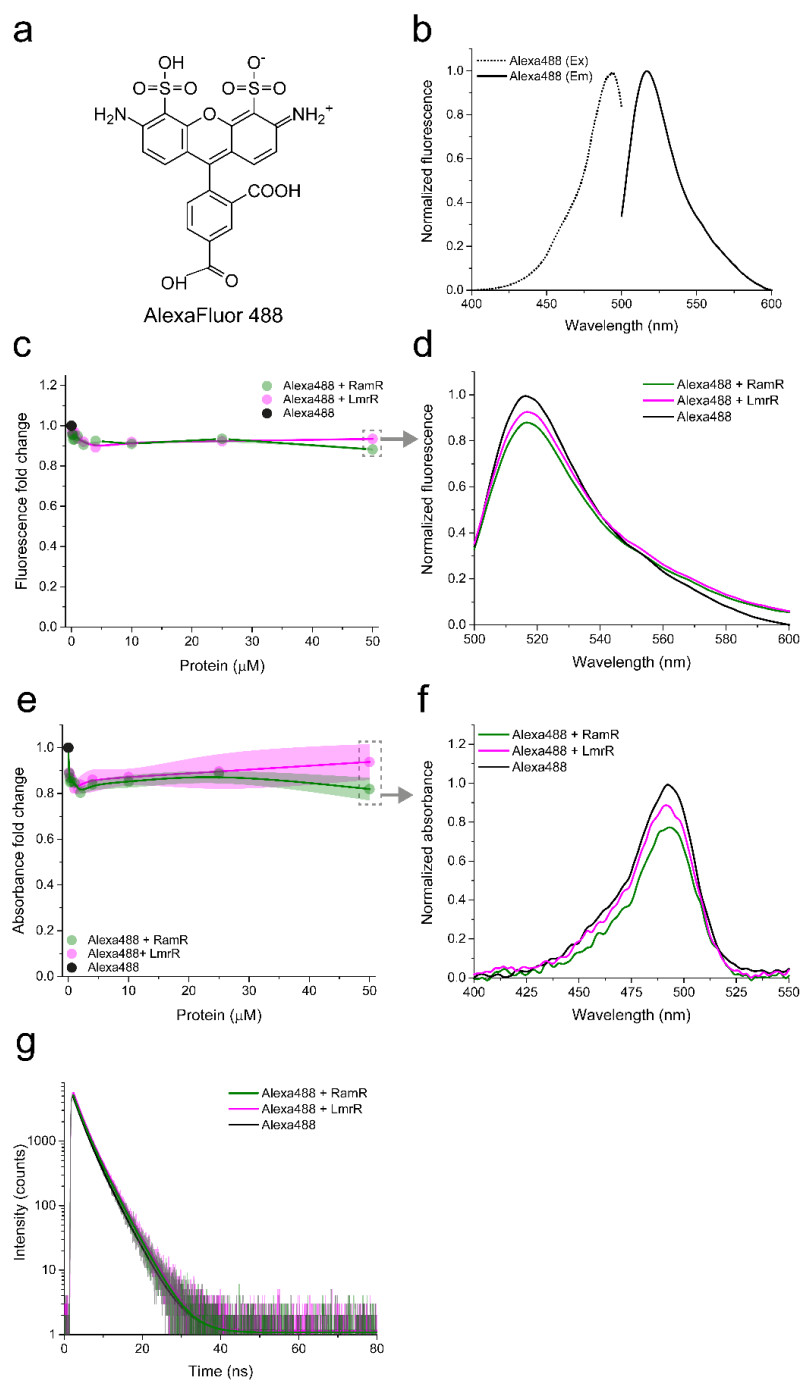 a
OH
O⁻
O=S=O
O=S=O
H₂N
O
NH₂⁺
COOH
OH
O
AlexaFluor 488
b
Alexa488 (Ex)
Alexa488 (Em)
Normalized fluorescence
1.0
0.8
0.6
0.4
0.2
0.0
400
450
500
550
600
Wavelength (nm)
c
Alexa488 + RamR
Alexa488 + LmrR
Alexa488
Fluorescence fold change
1.2
1.0
0.8
0.6
0.4
0.2
0.0
0
10
20
30
40
50
Protein (μM)
d
Alexa488 + RamR
Alexa488 + LmrR
Alexa488
Normalized fluorescence
1.0
0.8
0.6
0.4
0.2
0.0
500
520
540
560
580
600
Wavelength (nm)
e
Alexa488 + RamR
Alexa488+ LmrR
Alexa488
Absorbance fold change
1.0
0.8
0.6
0.4
0.2
0.0
0
10
20
30
40
50
Protein (μM)
f
Alexa488 + RamR
Alexa488 + LmrR
Alexa488
Normalized absorbance
1.2
1.0
0.8
0.6
0.4
0.2
0.0
400
425
450
475
500
525
550
Wavelength (nm)
g
Alexa488 + RamR
Alexa488 + LmrR
Alexa488
Intensity (counts)
1000
100
10
1
0
20
40
60
80
Time (ns)